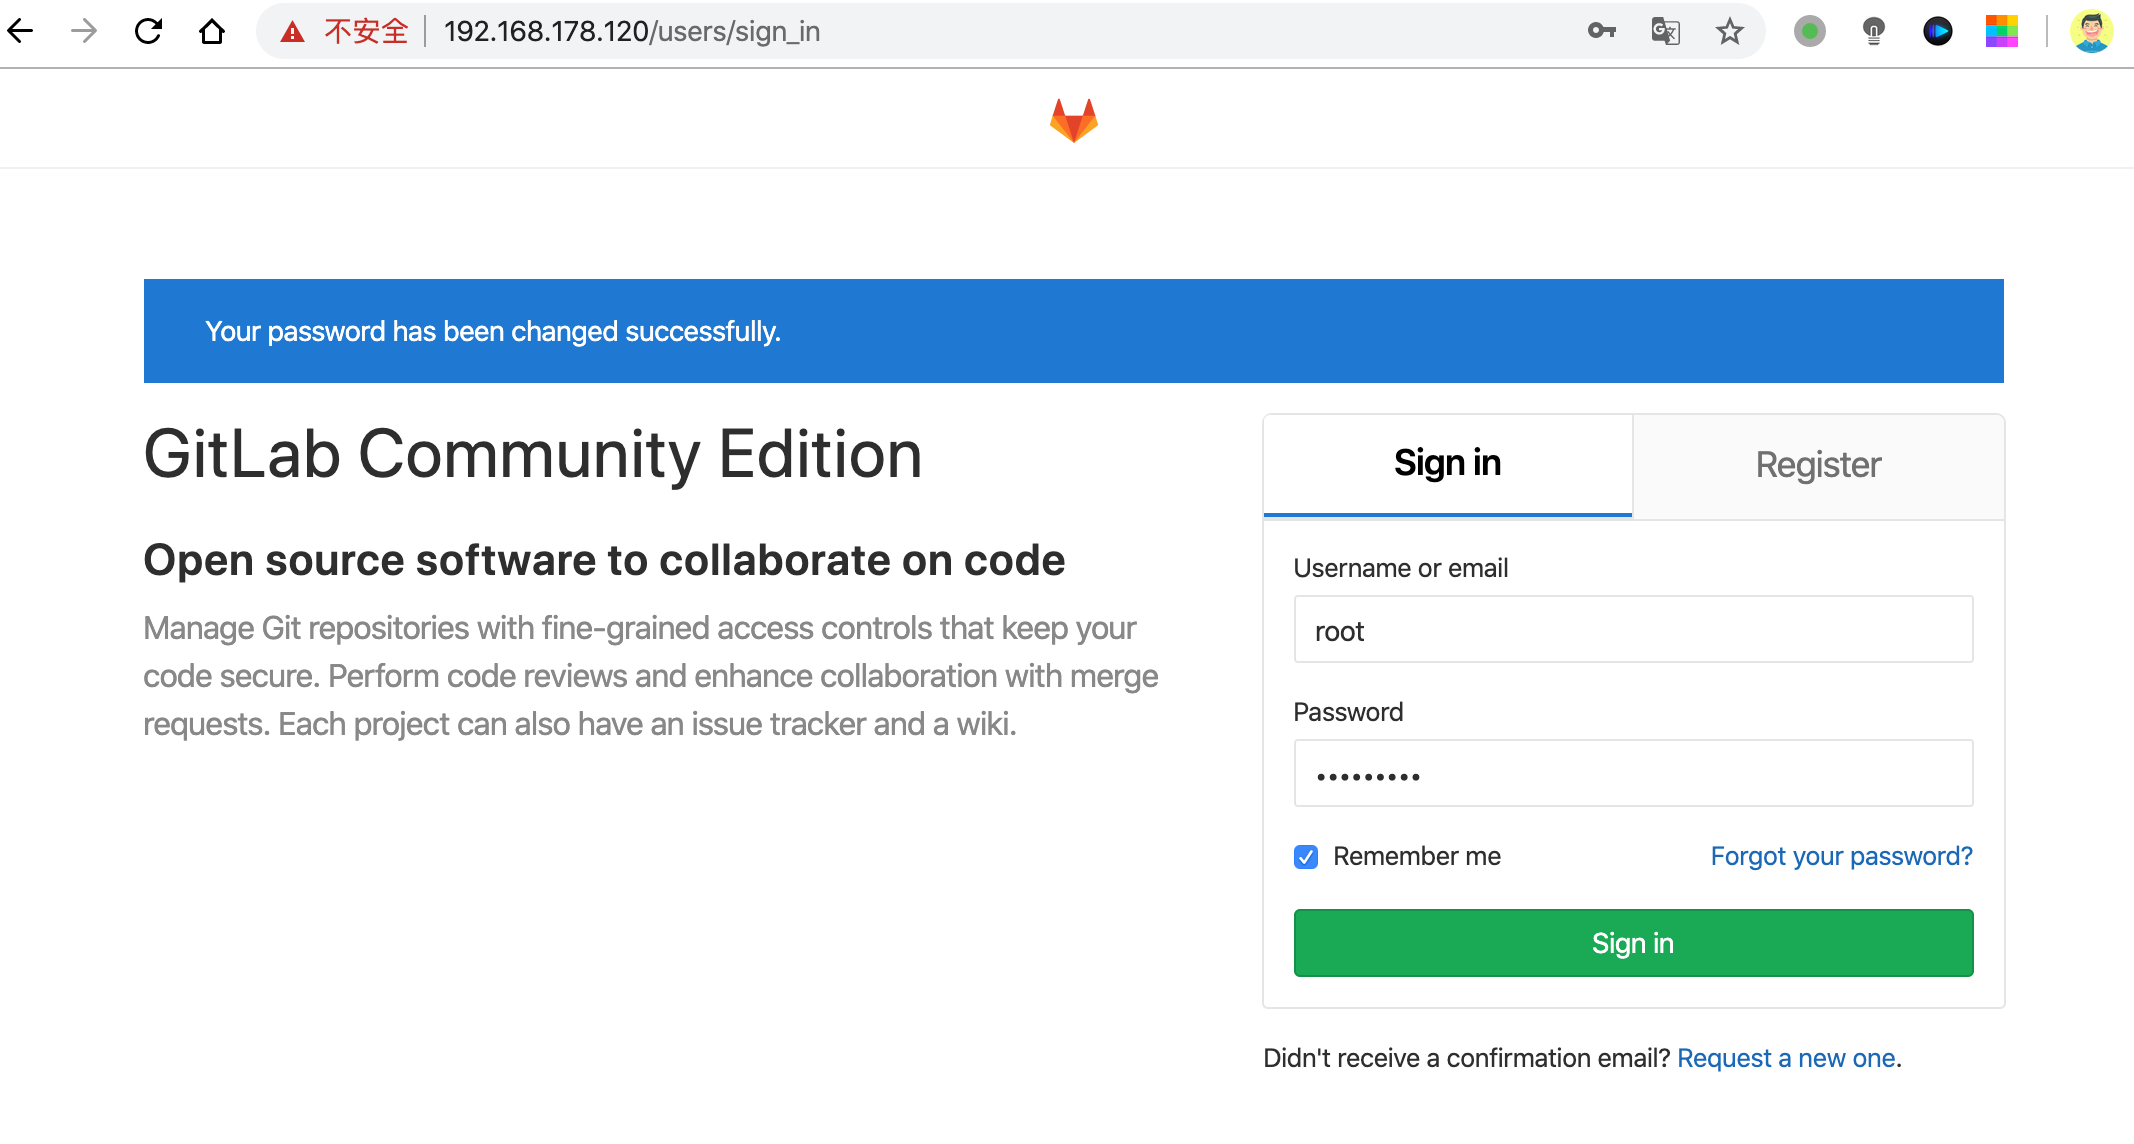 不安全 192.168.178.120/users/sign_in
Your password has been changed successfully.
GitLab Community Edition
Open source software to collaborate on code
Manage Git repositories with fine-grained access controls that keep your
code secure. Perform code reviews and enhance collaboration with merge
requests. Each project can also have an issue tracker and a wiki.
Sign in Register
Username or email
root
Password
•••••••••
Remember me Forgot your password?
Sign in
Didn't receive a confirmation email? Request a new one.